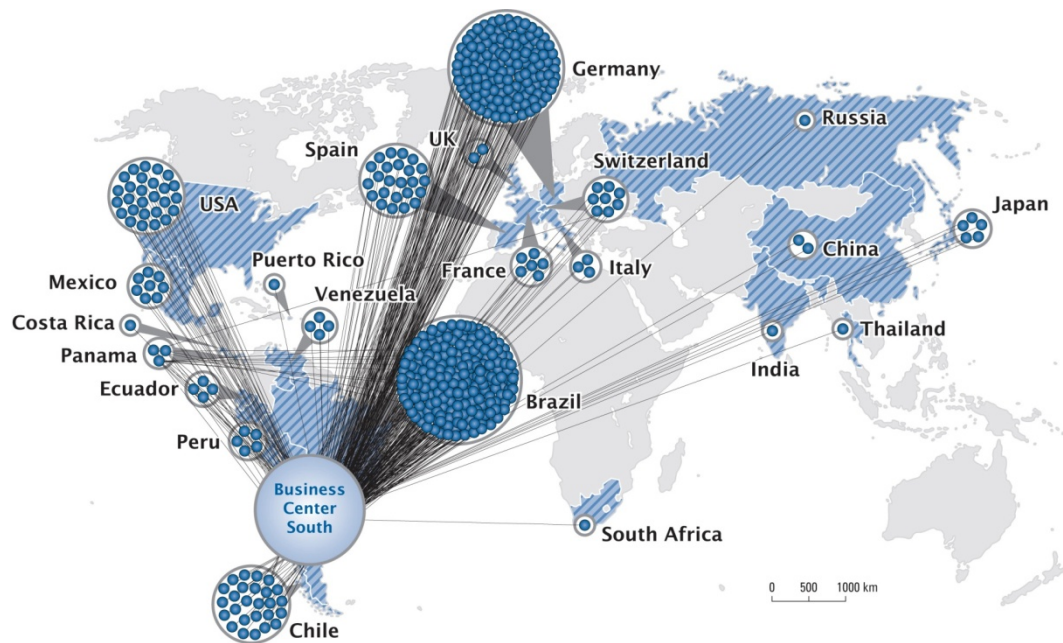 Germany
Russia
UK
Spain
Switzerland
USA
Japan
China
Puerto Rico
France
Italy
Mexico
Venezuela
Costa Rica
Thailand
Panama
India
Ecuador
Brazil
Peru
Business
Center
South
South Africa
0 500 1000 km
Chile